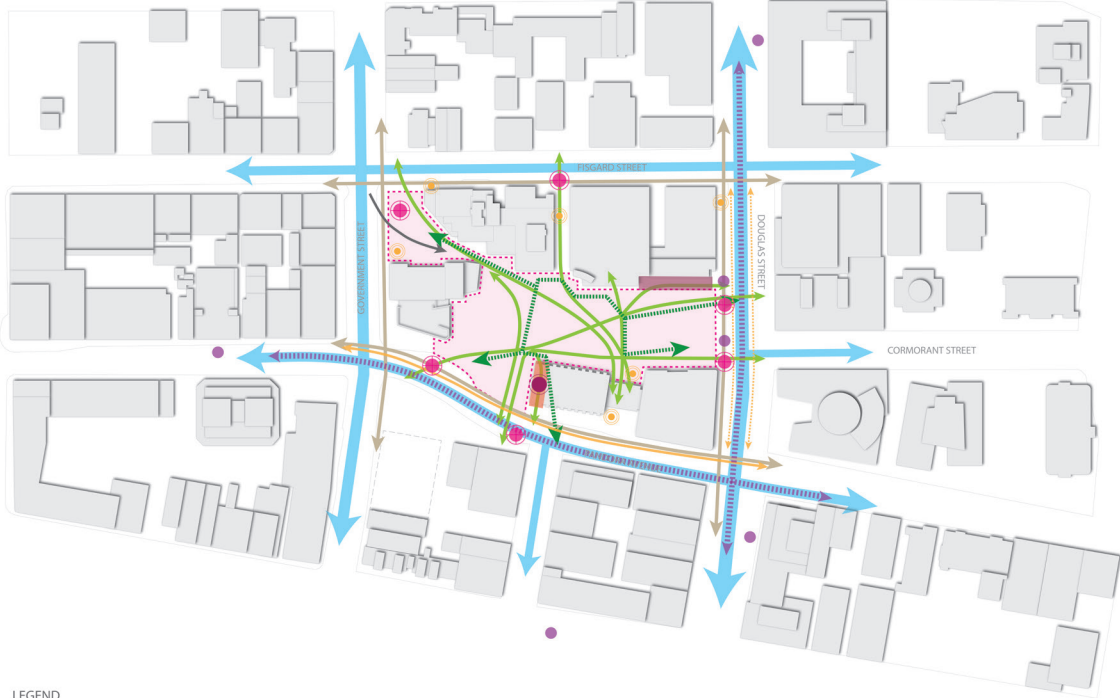 FISGARD STREET
GOVERNMENT STREET
DOUGLAS STREET
CORMORANT STREET
LEGEND